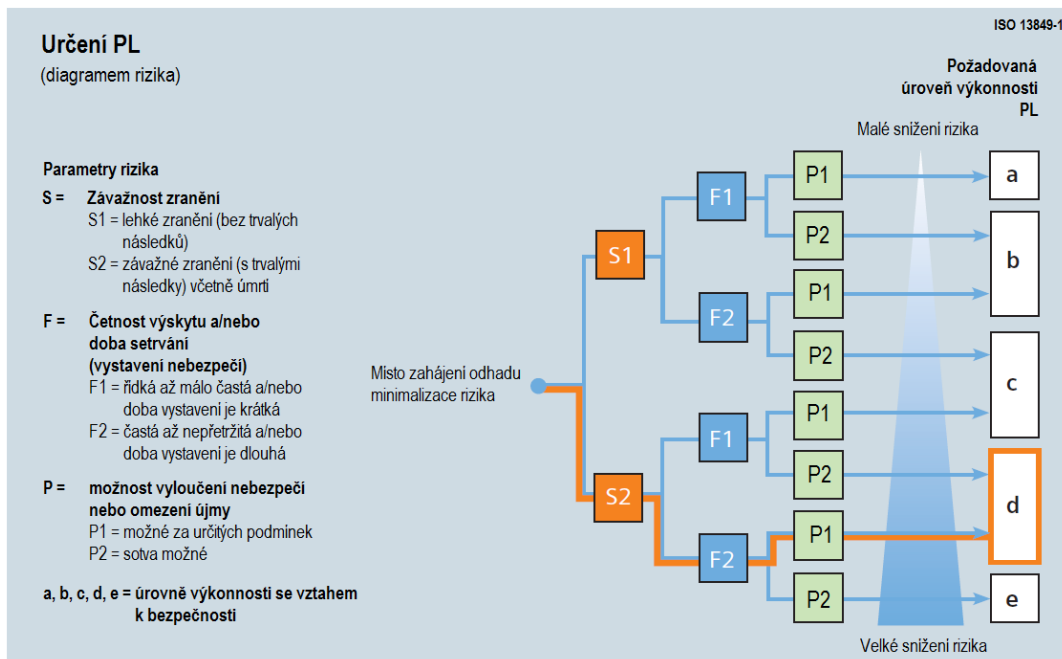 ISO 13849-1
Určení PL
(diagramem rizika)
Požadovaná
úroveň výkonnosti
PL
Malé snížení rizika
Parametry rizika
S = Závažnost zranění
S1 = lehké zranění (bez trvalých
následků)
S2 = závažné zranění (s trvalými
následky) včetně úmrtí
F = Četnost výskytu a/nebo
doba setrvání
(vystavení nebezpečí)
F1 = řídká až málo častá a/nebo
doba vystavení je krátká
F2 = častá až nepřetržitá a/nebo
doba vystavení je dlouhá
P = možnost vyloučení nebezpečí
nebo omezení újmy
P1 = možné za určitých podmínek
P2 = sotva možné
a, b, c, d, e = úrovně výkonnosti se vztahem
k bezpečnosti
Místo zahájení odhadu
minimalizace rizika
S1
S2
F1
F2
F1
F2
P1
P2
P1
P2
P1
P2
P1
P2
a
b
c
d
e
Velké snížení rizika